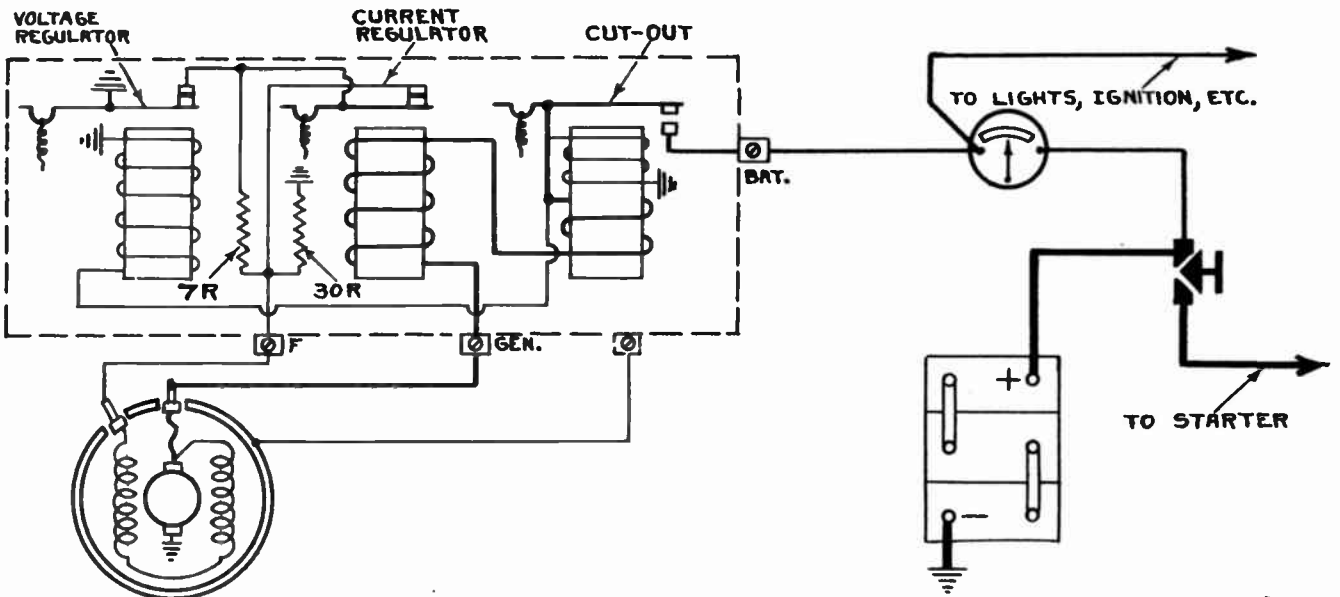 VOLTAGE
REGULATOR
CURRENT
REGULATOR
CUT-OUT
TO LIGHTS, IGNITION, ETC.
BAT.
7R
30R
F
GEN.
+
TO STARTER
-